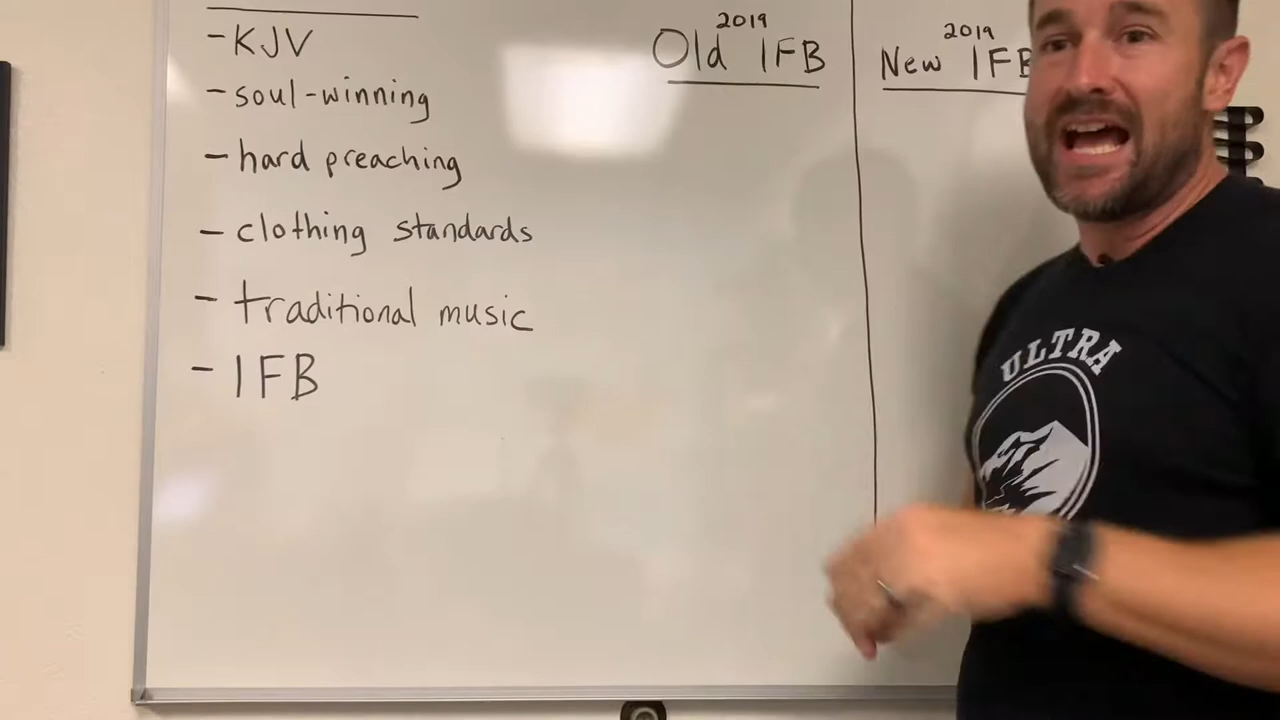 - KJV
- soul-winning
- hard preaching
- clothing standards
- traditional music
- IFB
2019
Old IFB
2019
New IFB
ULTRA